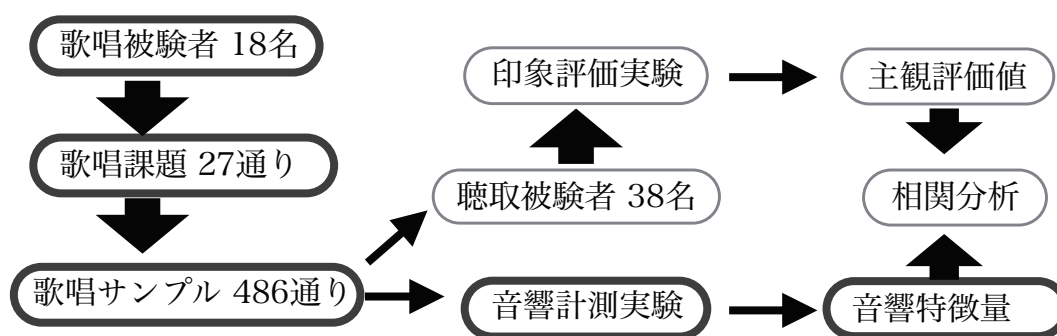 歌唱被験者 18名
歌唱課題 27通り
歌唱サンプル 486通り
印象評価実験
聴取被験者 38名
音響計測実験
主観評価値
相関分析
音響特徴量